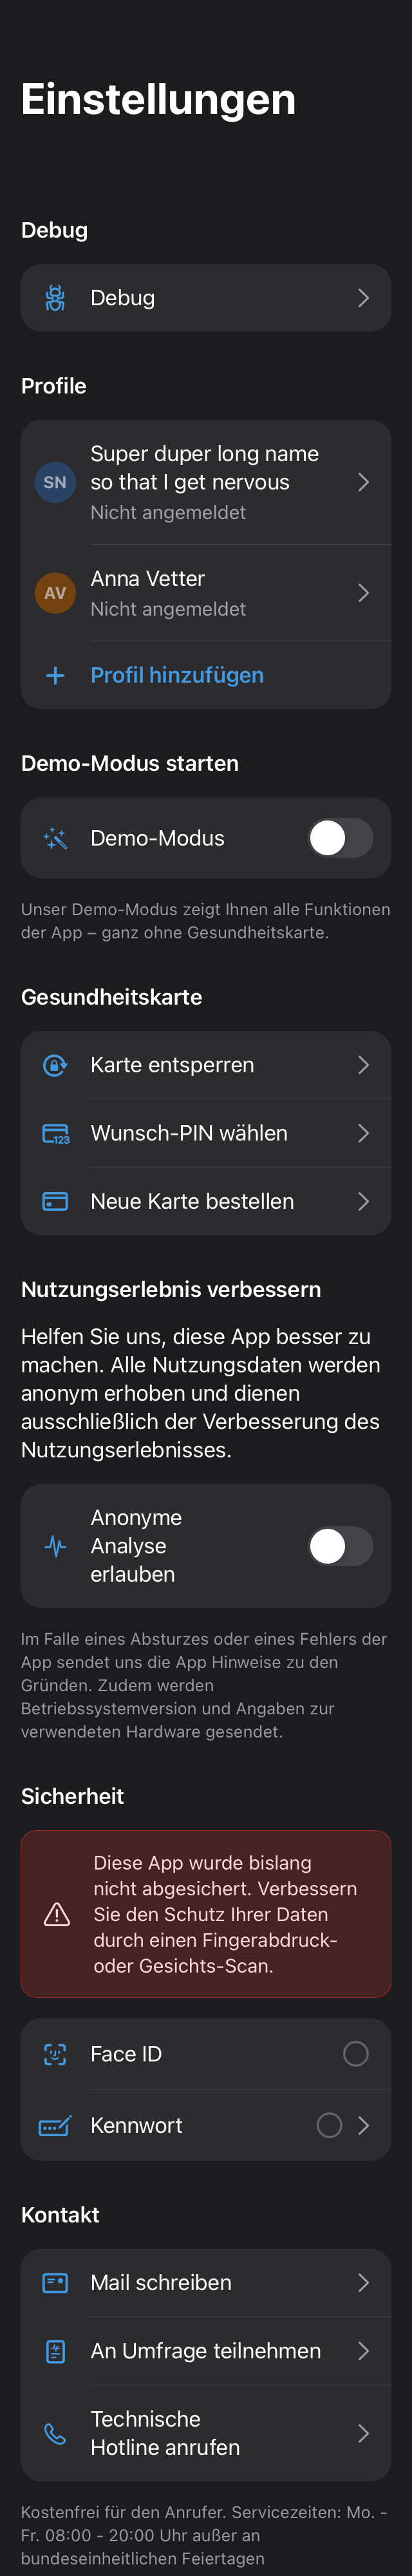 Einstellungen
Debug
Debug
Profile
SN
Super duper long name
so that I get nervous
Nicht angemeldet
AV
Anna Vetter
Nicht angemeldet
Profil hinzufügen
Demo-Modus starten
Demo-Modus
Unser Demo-Modus zeigt Ihnen alle Funktionen
der App – ganz ohne Gesundheitskarte.
Gesundheitskarte
Karte entsperren
123
Wunsch-PIN wählen
Neue Karte bestellen
Nutzungserlebnis verbessern
Helfen Sie uns, diese App besser zu
machen. Alle Nutzungsdaten werden
anonym erhoben und dienen
ausschließlich der Verbesserung des
Nutzungserlebnisses.
Anonyme
Analyse
erlauben
Im Falle eines Absturzes oder eines Fehlers der
App sendet uns die App Hinweise zu den
Gründen. Zudem werden
Betriebssystemversion und Angaben zur
verwendeten Hardware gesendet.
Sicherheit
Diese App wurde bislang
nicht abgesichert. Verbessern
Sie den Schutz Ihrer Daten
durch einen Fingerabdruck-
oder Gesichts-Scan.
Face ID
Kennwort
Kontakt
Mail schreiben
An Umfrage teilnehmen
Technische
Hotline anrufen
Kostenfrei für den Anrufer. Servicezeiten: Mo. -
Fr. 08:00 - 20:00 Uhr außer an
bundeseinheitlichen Feiertagen